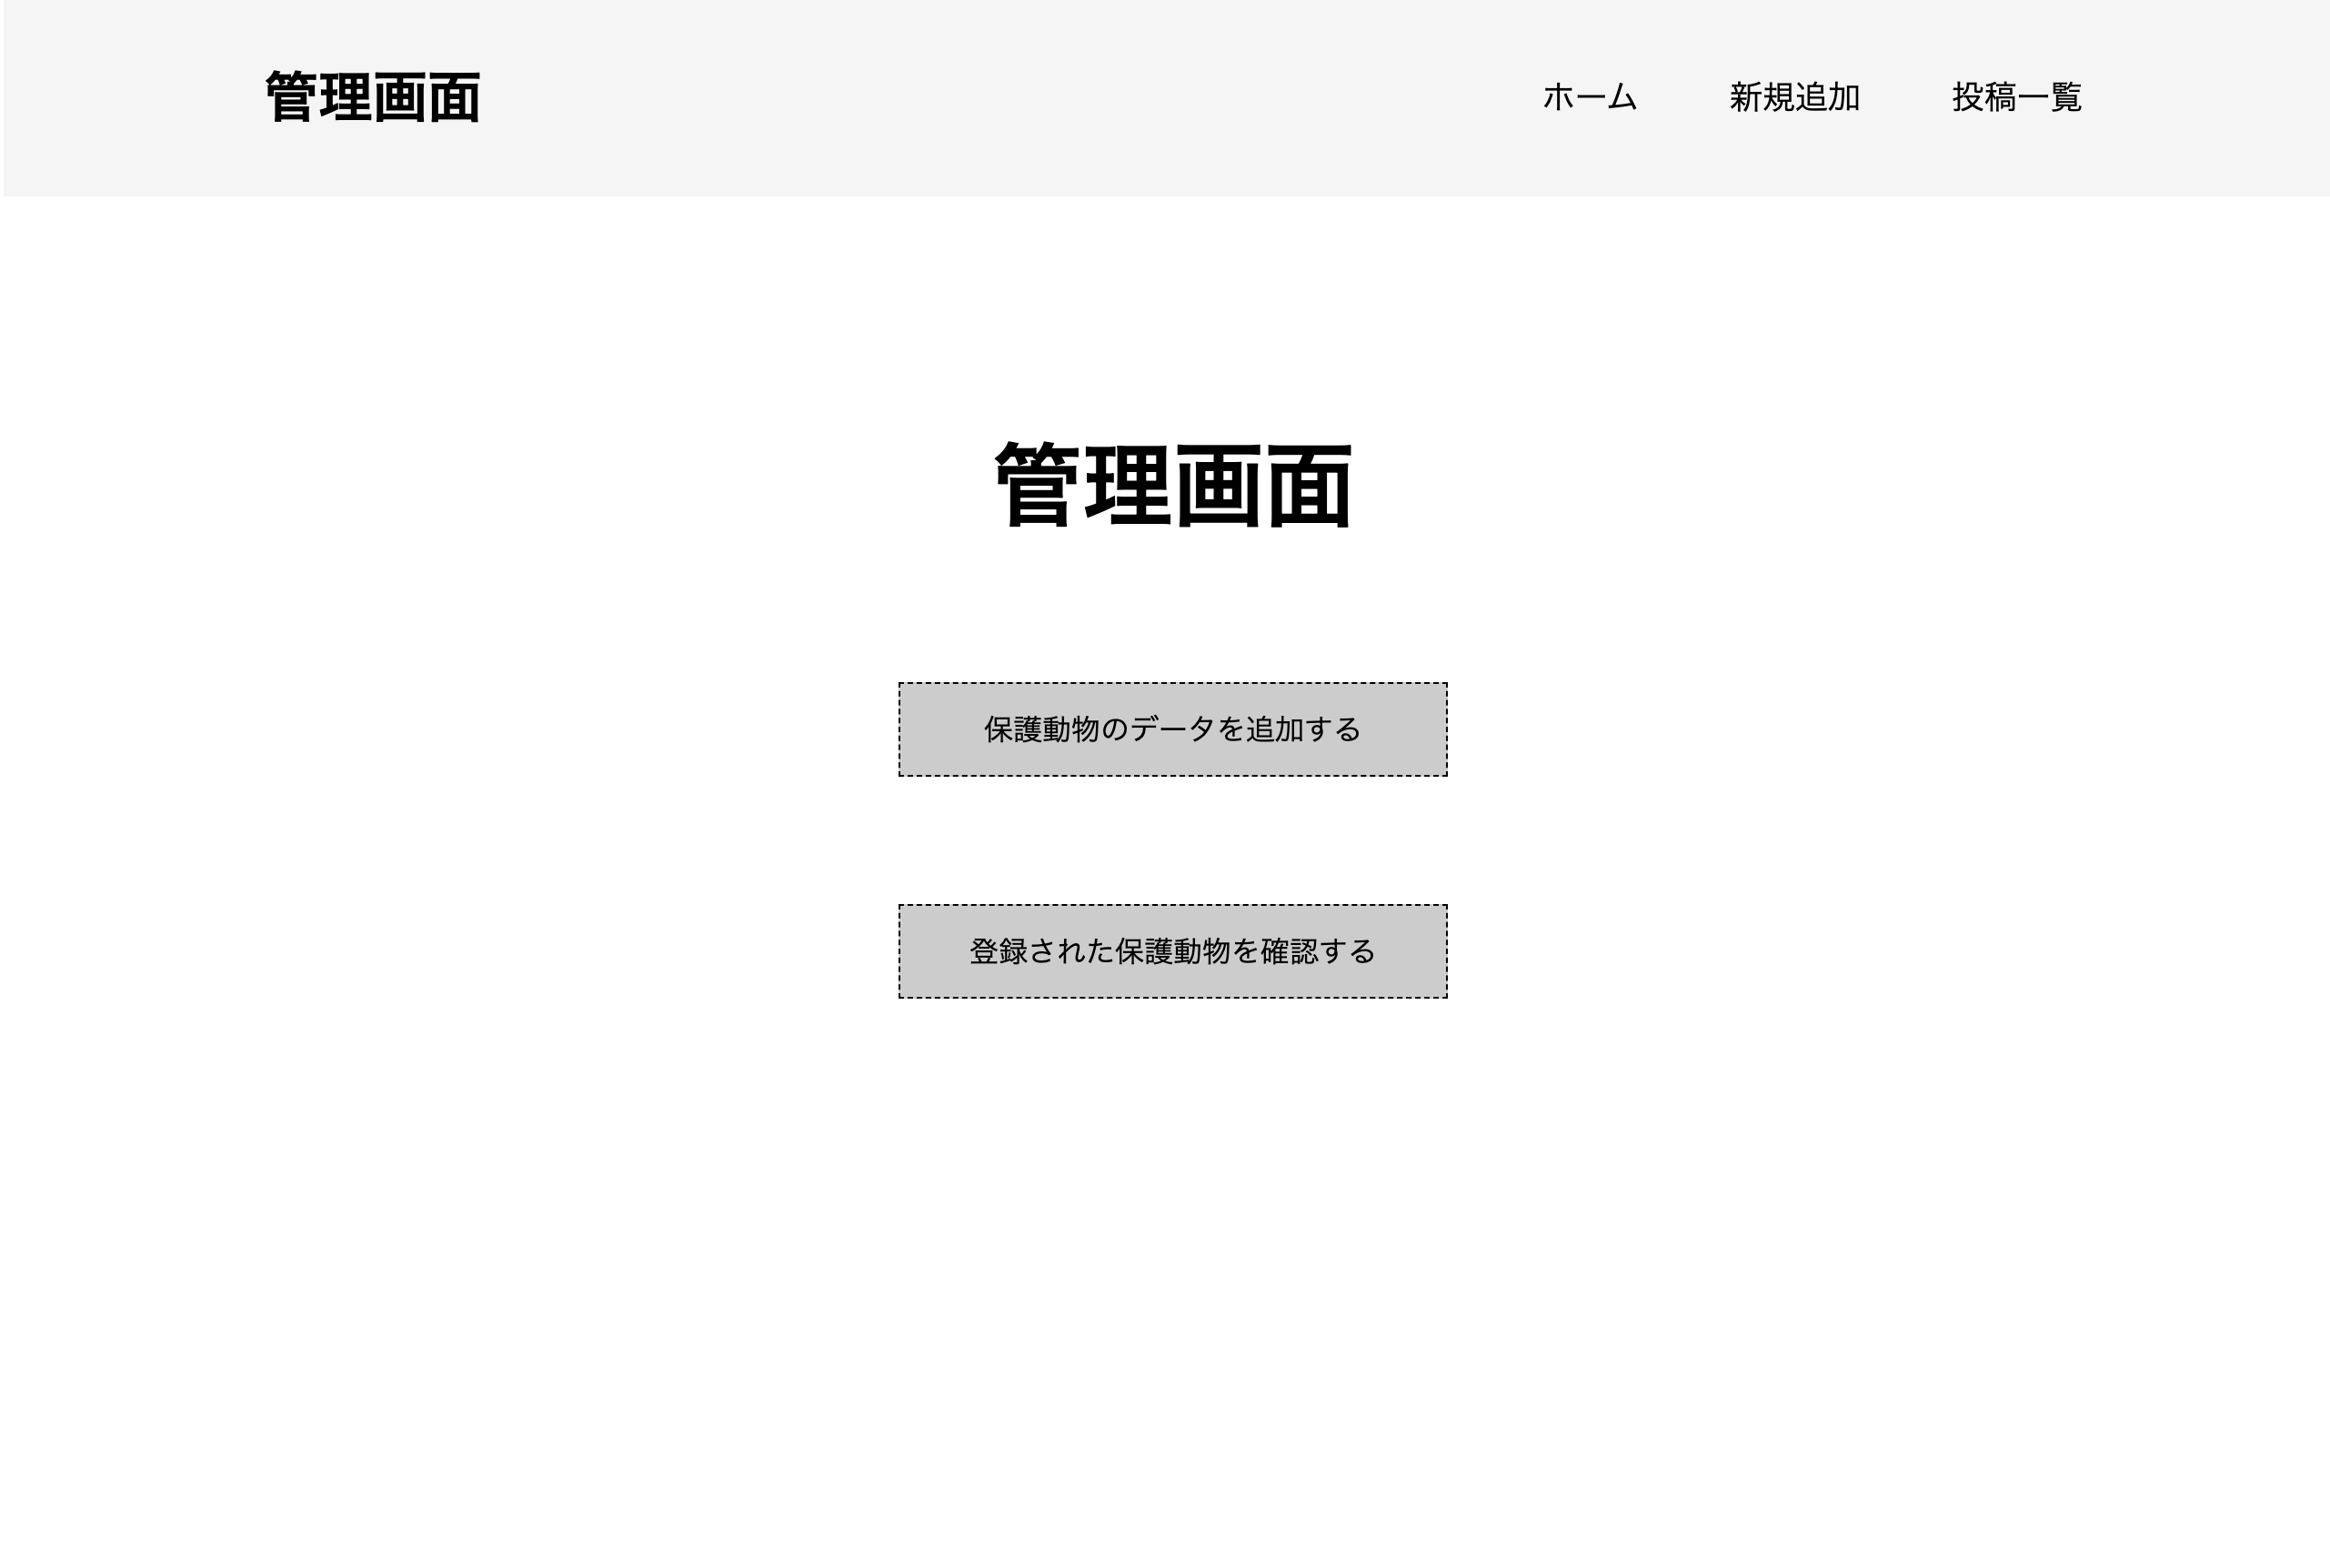 管理画面
ホーム 新規追加 投稿一覧
管理画面
保護動物のデータを追加する
登録された保護動物を確認する